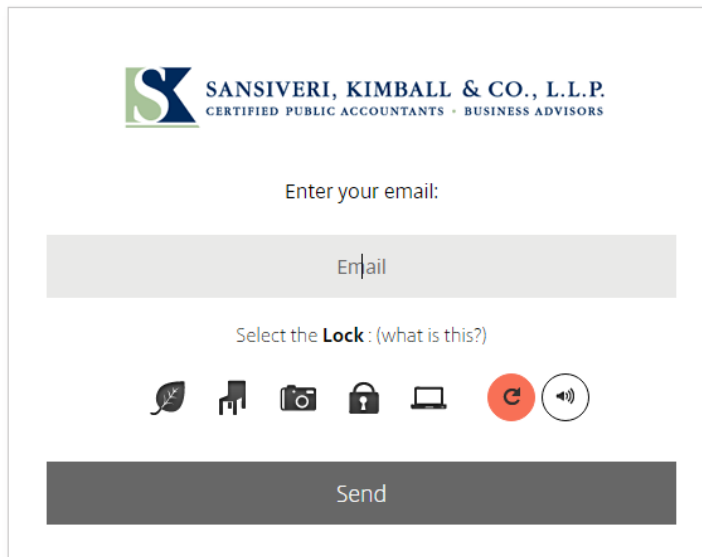 SK
SANSIVERI, KIMBALL & CO., L.L.P.
CERTIFIED PUBLIC ACCOUNTANTS • BUSINESS ADVISORS
Enter your email:
Email
Select the Lock : (what is this?)
Send